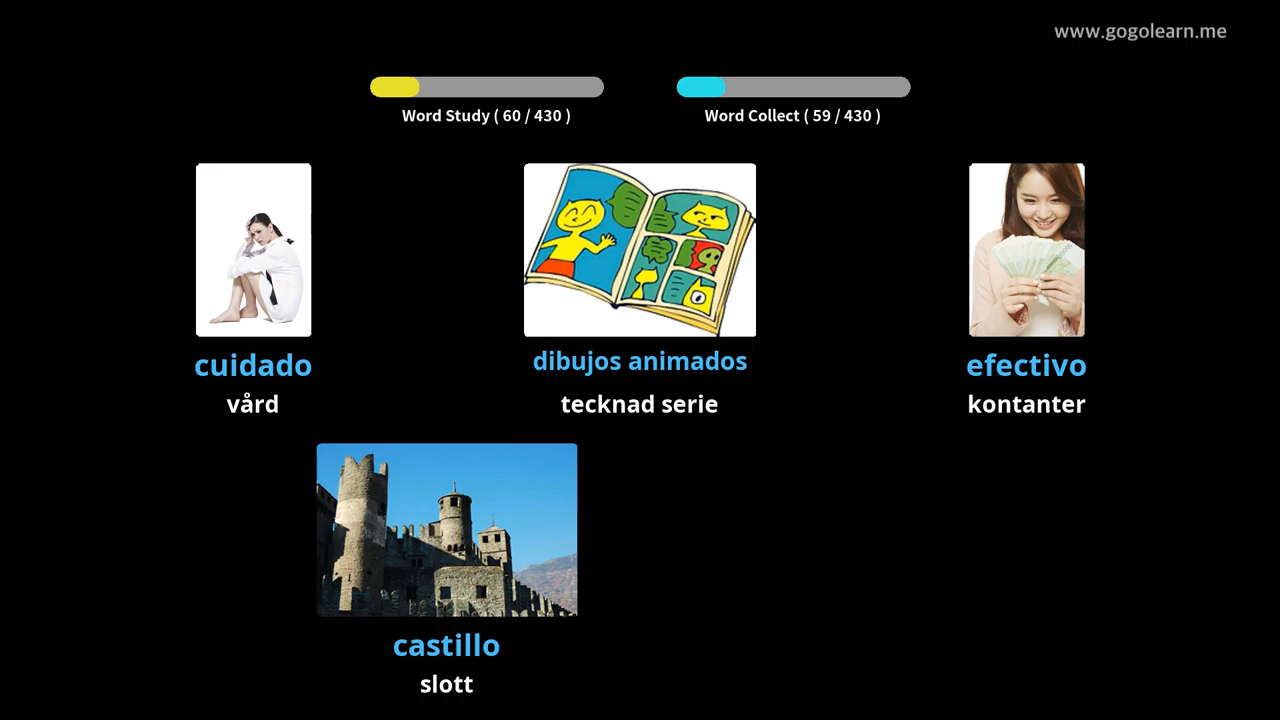 www.gogolearn.me
Word Study ( 60 / 430 )
Word Collect ( 59 / 430 )
cuidado
vård
dibujos animados
tecknad serie
efectivo
kontanter
castillo
slott